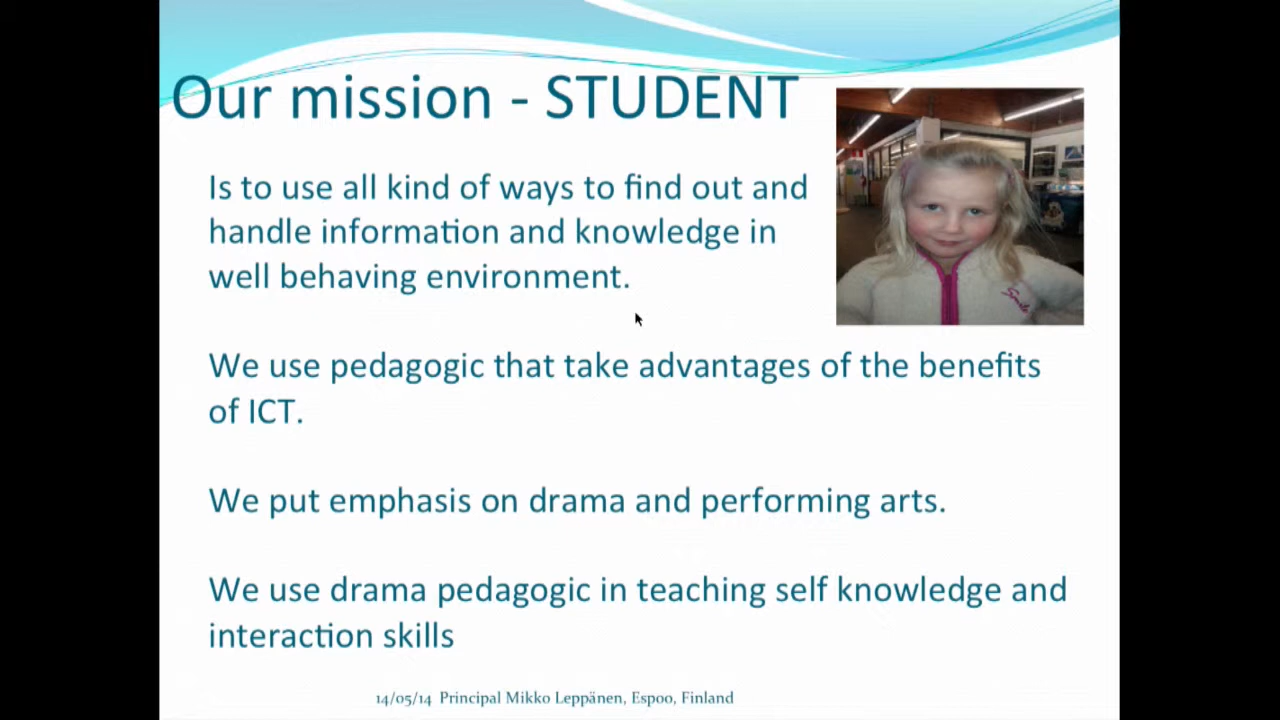 Our mission - STUDENT
Is to use all kind of ways to find out and
handle information and knowledge in
well behaving environment.
We use pedagogic that take advantages of the benefits
of ICT.
We put emphasis on drama and performing arts.
We use drama pedagogic in teaching self knowledge and
interaction skills
Smile
14/05/14 Principal Mikko Leppänen, Espoo, Finland